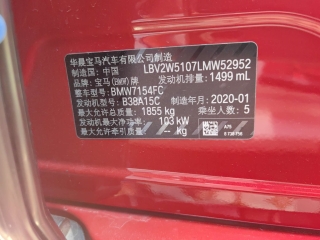 华晨宝马汽车有限公司制造
制造国: 中国 LBV2W5107LMW52952
品牌: 宝马(BMW)牌 发动机排量: 1499 mL
整车型号: BMW7154FC
发动机型号: B38A15C 制造年月: 2020-01
最大允许总质量: 1855 kg 乘坐人数: 5
发动机最大净功率: 103 kW
最大允许牵引质量: - kg